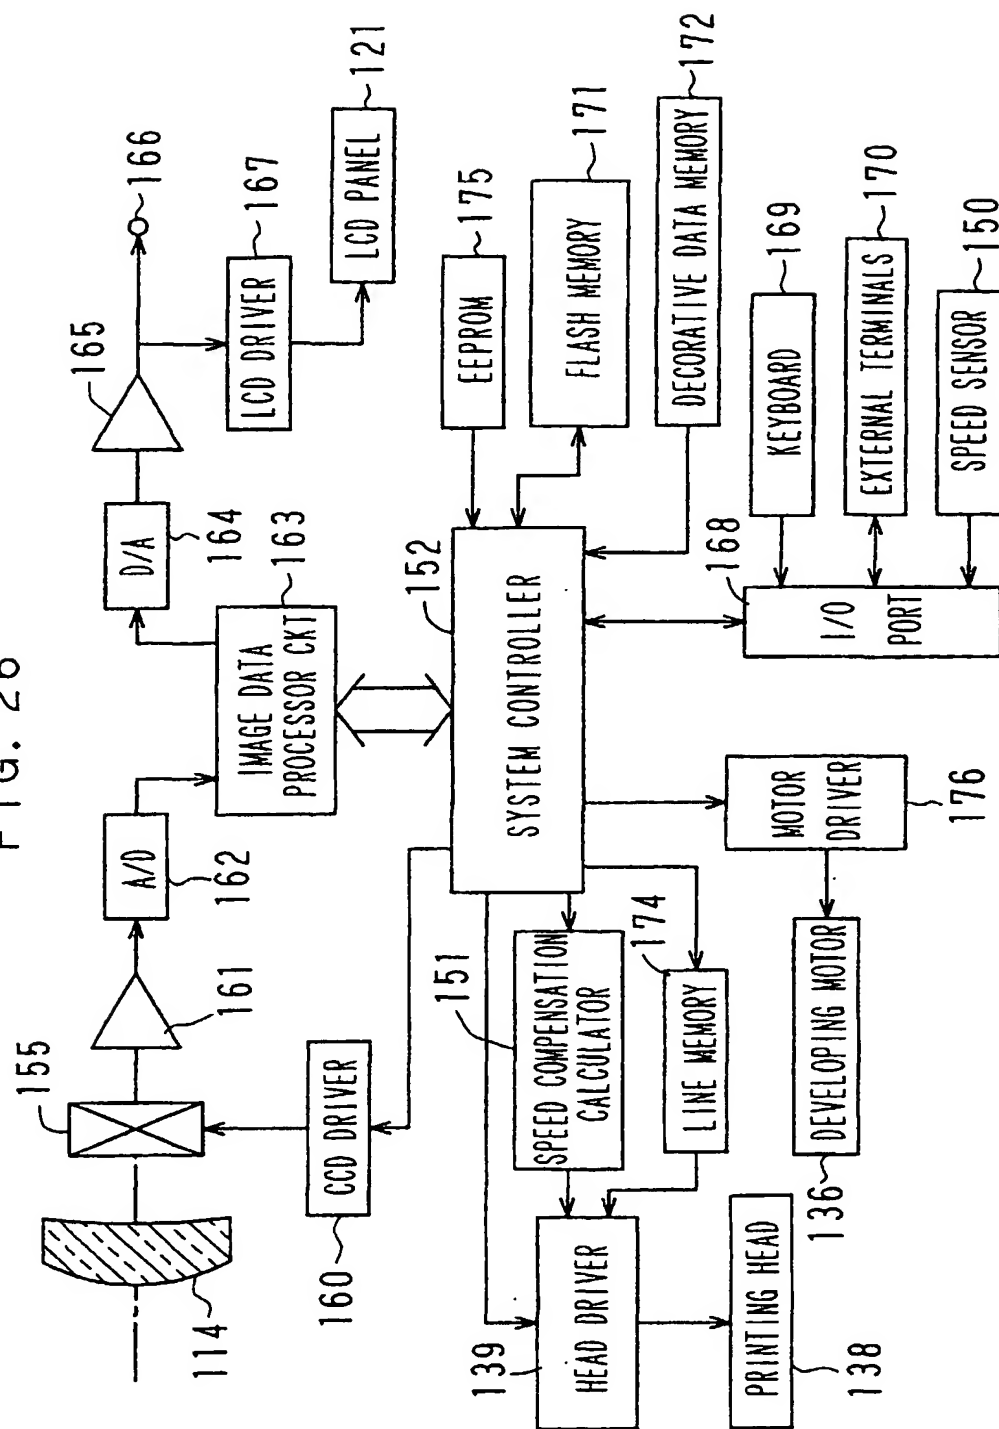 FIG. 26
114
155
161
A/D
162
IMAGE DATA
PROCESSOR CKT
163
D/A
164
165
166
LCD DRIVER
167
LCD PANEL
121
CCD DRIVER
160
SYSTEM CONTROLLER
152
EEPROM
175
FLASH MEMORY
171
DECORATIVE DATA MEMORY
172
SPEED COMPENSATION
CALCULATOR
151
LINE MEMORY
174
HEAD DRIVER
139
PRINTING HEAD
138
MOTOR
DRIVER
176
DEVELOPING MOTOR
136
I/O
PORT
168
KEYBOARD
169
EXTERNAL TERMINALS
170
SPEED SENSOR
150